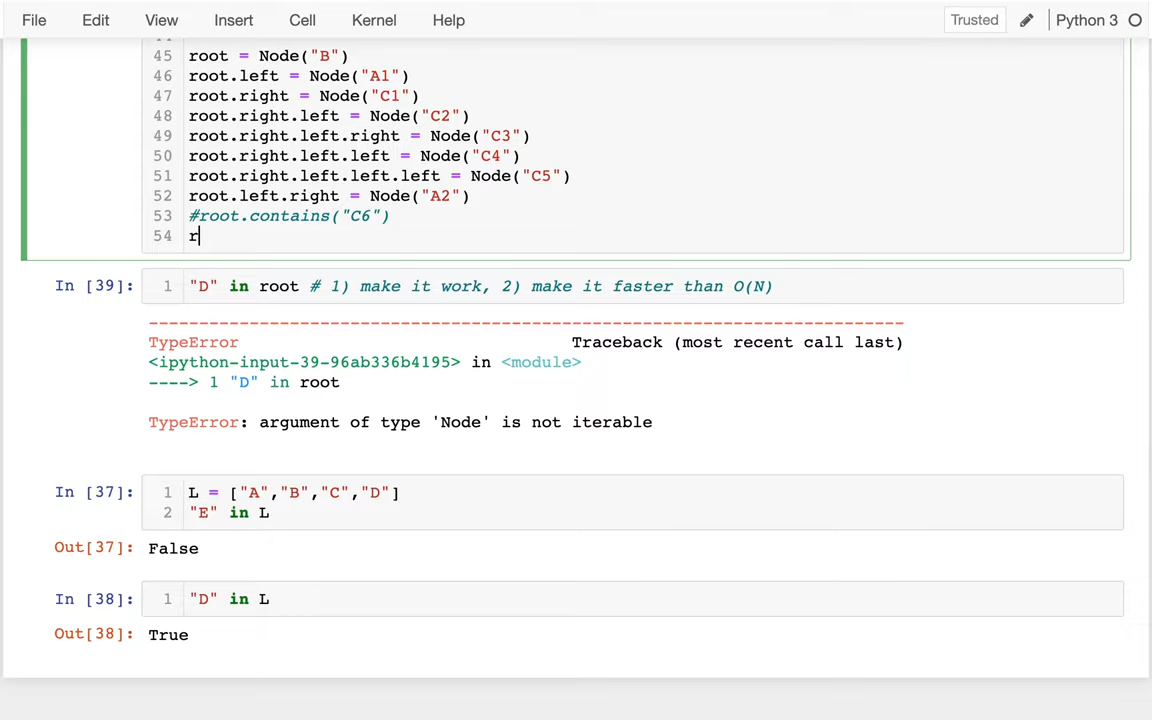 File Edit View Insert Cell Kernel Help Trusted Python 3
45 root = Node("B")
46 root.left = Node("A1")
47 root.right = Node("C1")
48 root.right.left = Node("C2")
49 root.right.left.right = Node("C3")
50 root.right.left.left = Node("C4")
51 root.right.left.left.left = Node("C5")
52 root.left.right = Node("A2")
53 #root.contains("C6")
54 r
In [39]: 1 "D" in root # 1) make it work, 2) make it faster than O(N)
---------------------------------------------------------------------------
TypeError Traceback (most recent call last)
<ipython-input-39-96ab336b4195> in <module>
----> 1 "D" in root
TypeError: argument of type 'Node' is not iterable
In [37]: 1 L = ["A","B","C","D"]
2 "E" in L
Out[37]: False
In [38]: 1 "D" in L
Out[38]: True